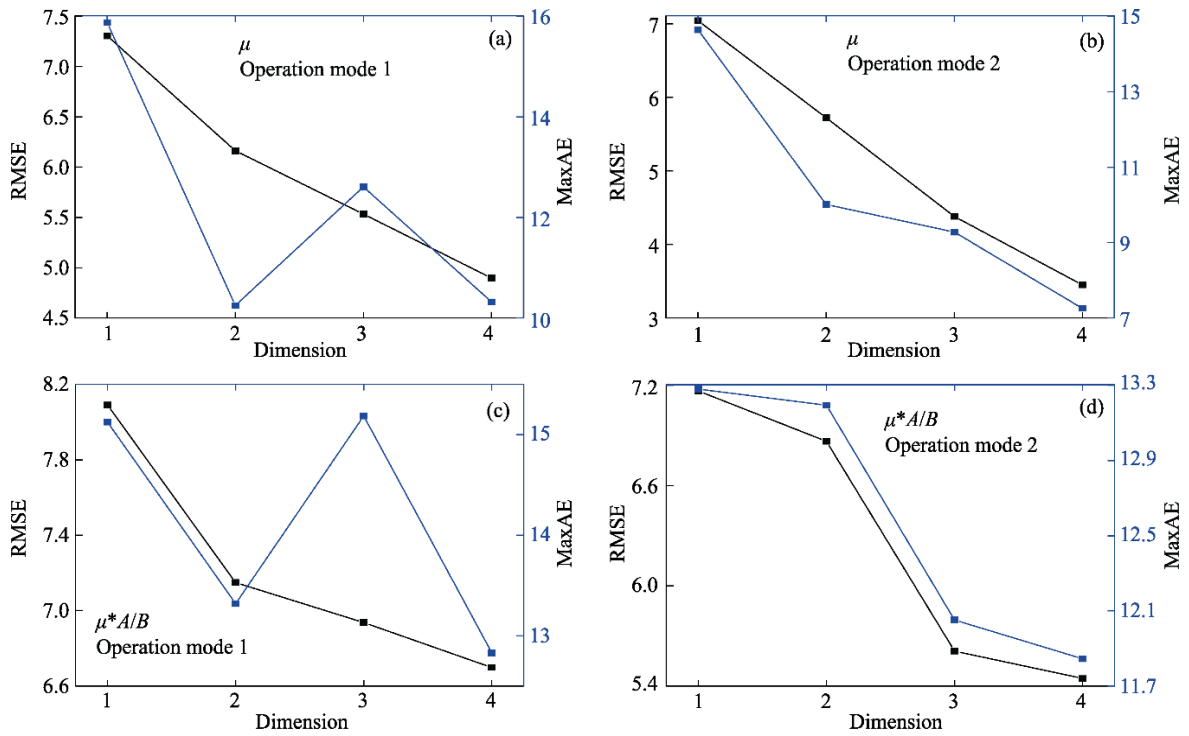 (a)
μ
Operation mode 1
7.5
7.0
6.5
6.0
5.5
5.0
4.5
RMSE
16
16
12
10
MaxAE
1 2 3 4
Dimension
(b)
μ
Operation mode 2
7
6
5
4
3
RMSE
15
13
11
9
7
MaxAE
1 2 3 4
Dimension
(c)
μ*A/B
Operation mode 1
8.2
7.8
7.4
7.0
6.6
RMSE
15
14
13
MaxAE
1 2 3 4
Dimension
(d)
μ*A/B
Operation mode 2
7.2
6.6
6.0
5.4
RMSE
13.3
12.9
12.5
12.1
11.7
MaxAE
1 2 3 4
Dimension